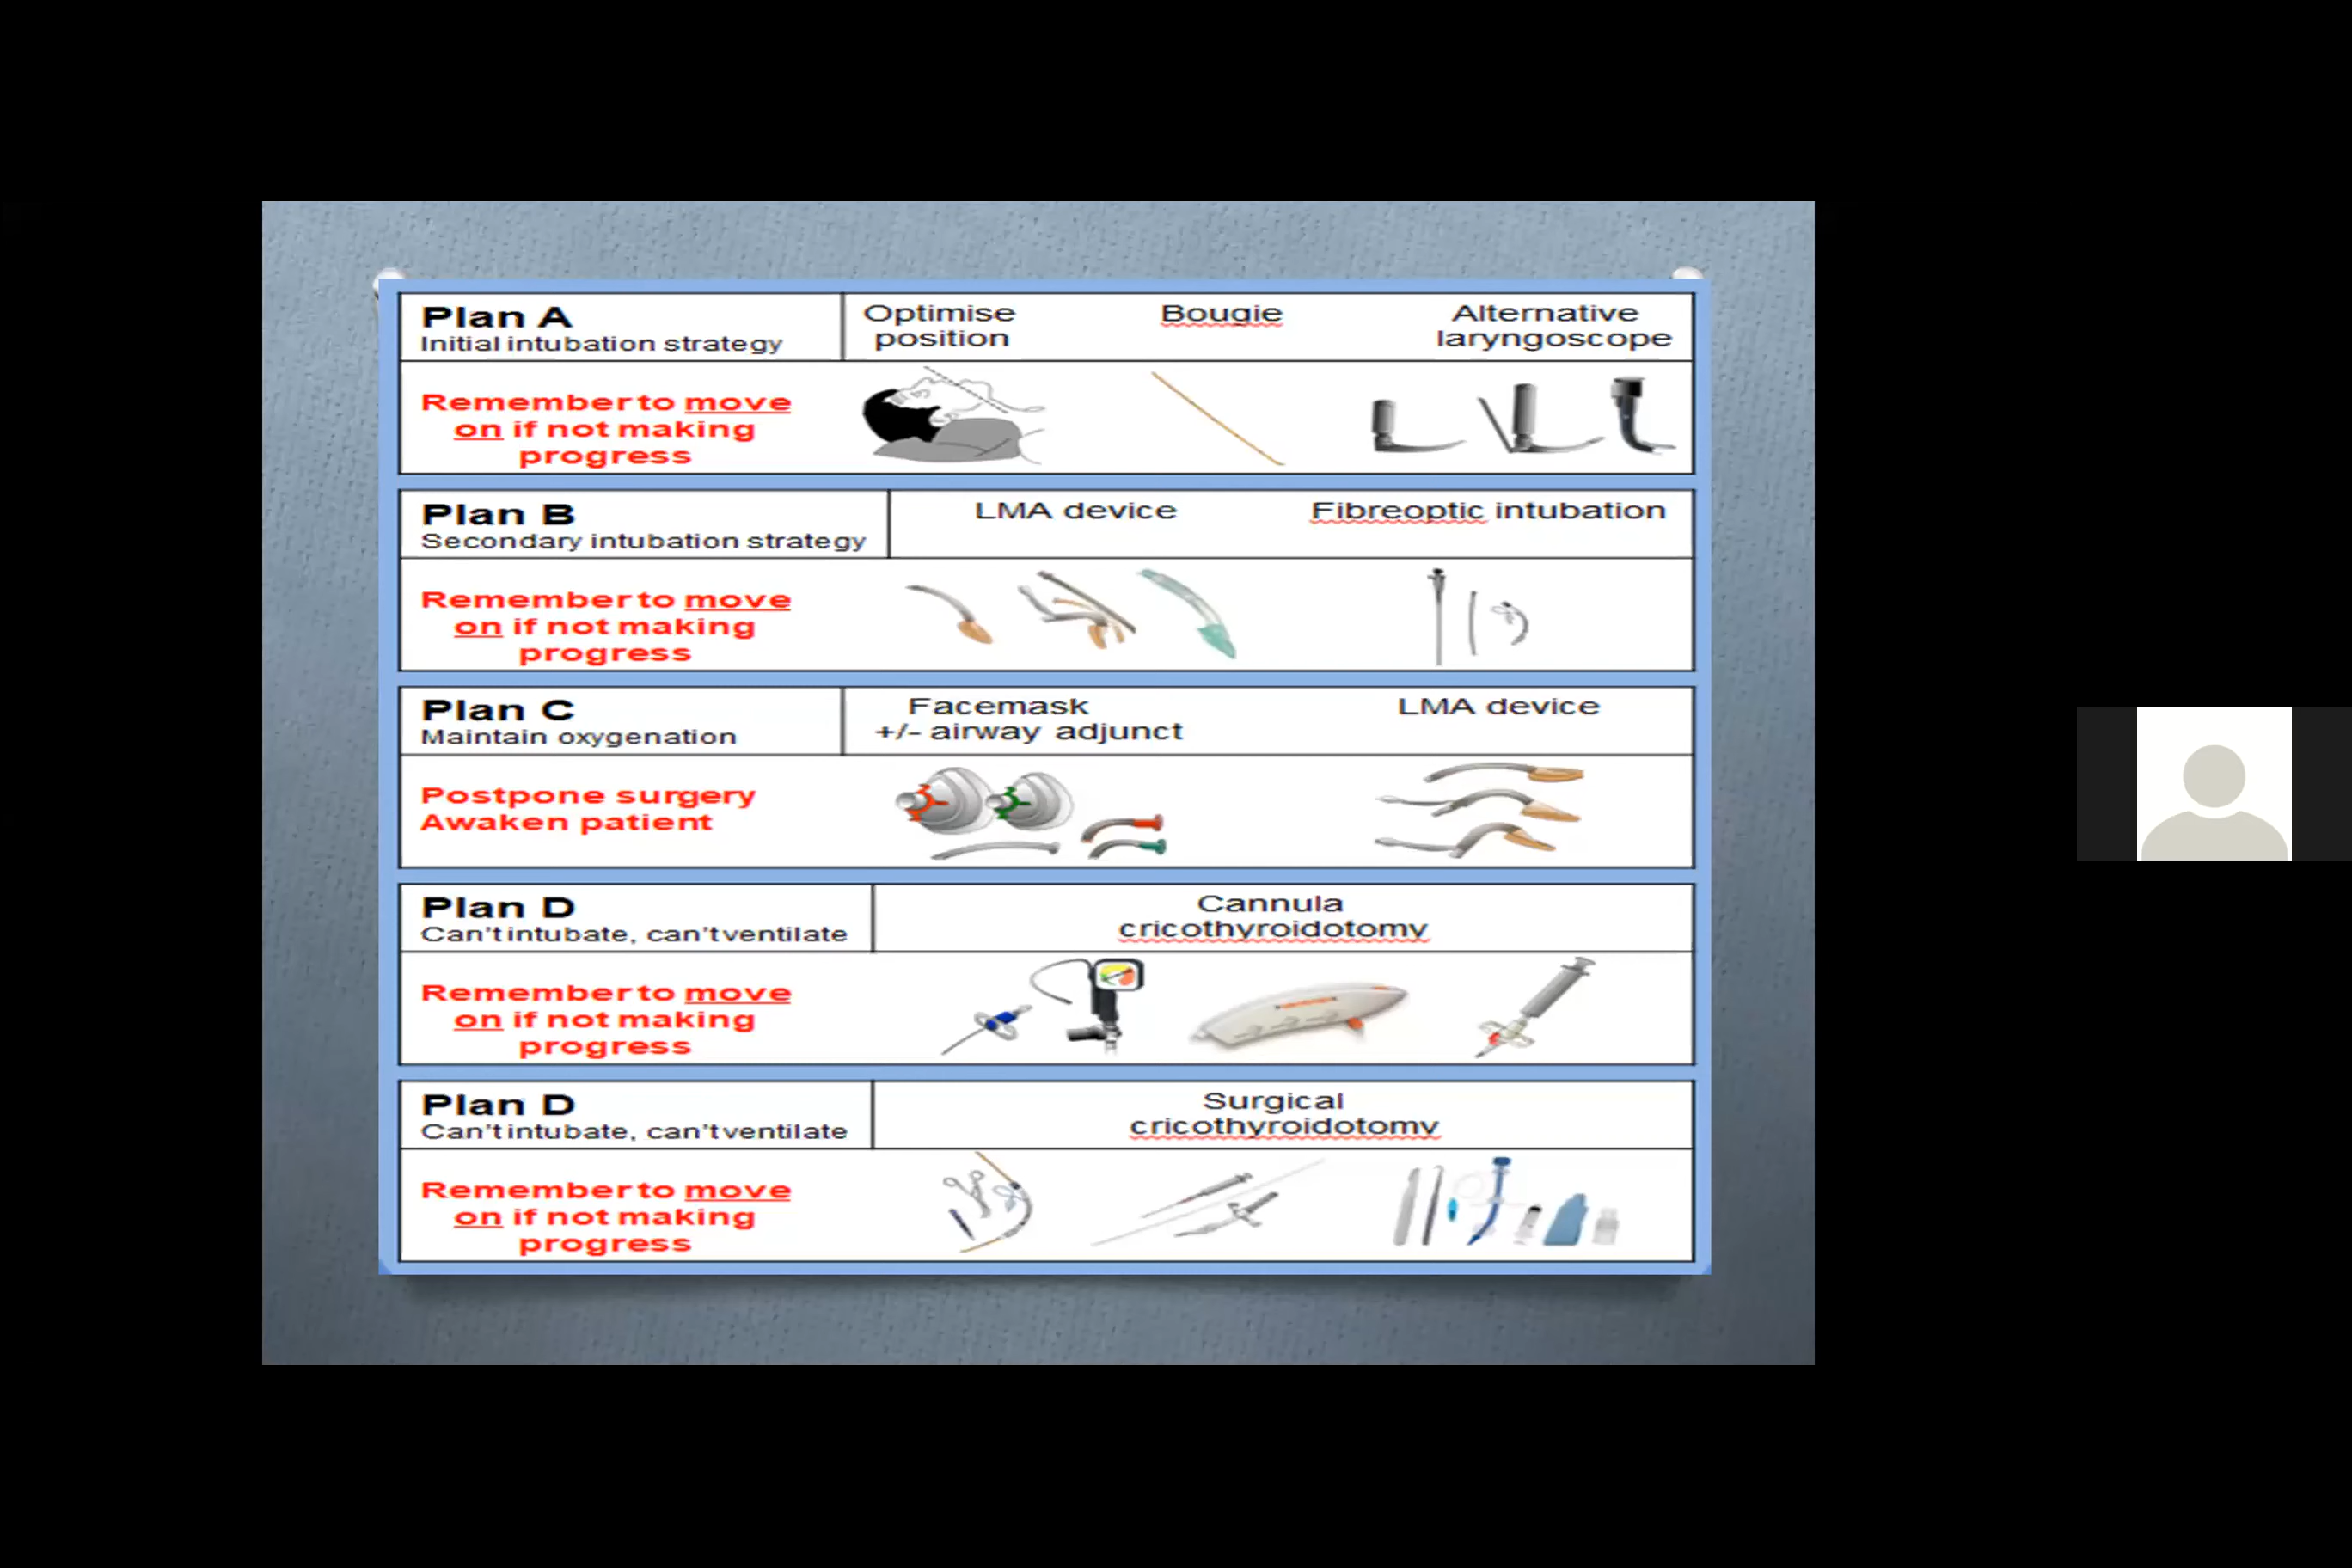 Plan A
Initial intubation strategy
Optimise
position
Bougie
Alternative
laryngoscope
Remember to move
on if not making
progress
Plan B
Secondary intubation strategy
LMA device
Fibreoptic intubation
Remember to move
on if not making
progress
Plan C
Maintain oxygenation
Facemask
+/- airway adjunct
LMA device
Postpone surgery
Awaken patient
Plan D
Can't intubate, can't ventilate
Cannula
cricothyroidotomy
Remember to move
on if not making
progress
Plan D
Can't intubate, can't ventilate
Surgical
cricothyroidotomy
Remember to move
on if not making
progress